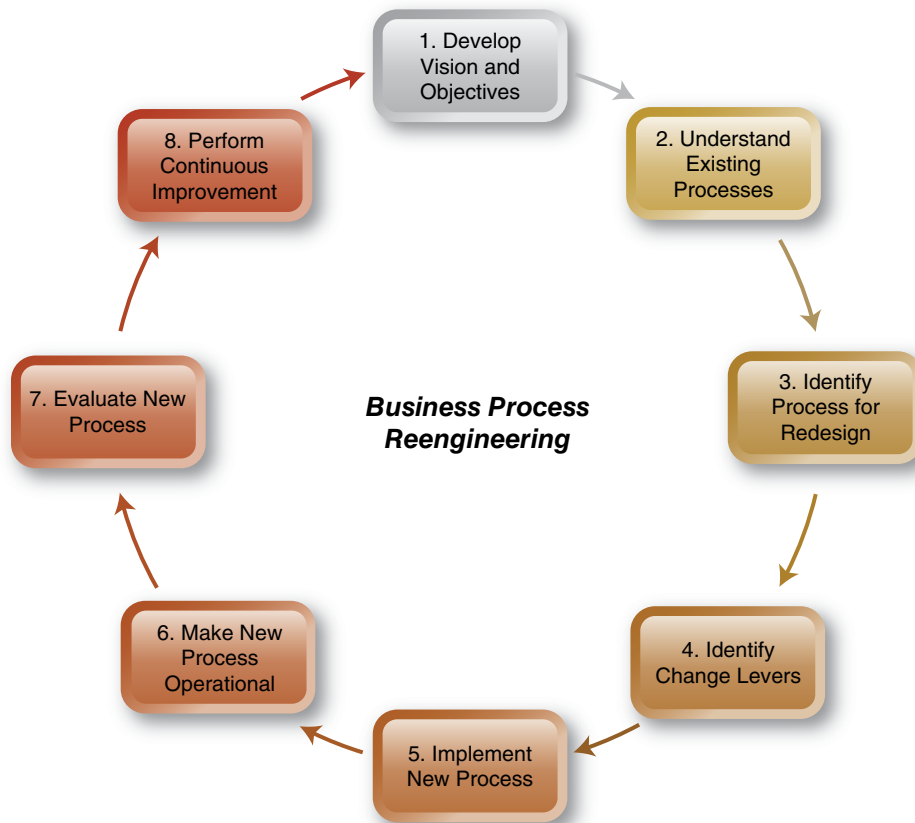 1. Develop
Vision and
Objectives
2. Understand
Existing
Processes
3. Identify
Process for
Redesign
4. Identify
Change Levers
5. Implement
New Process
6. Make New
Process
Operational
7. Evaluate New
Process
8. Perform
Continuous
Improvement
Business Process
Reengineering